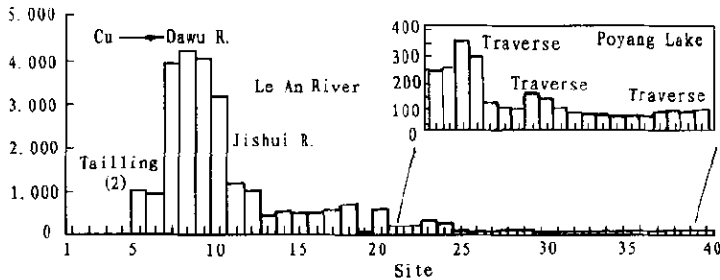 5.000
4.000
3.000
2.000
1.000
0
Cu → Dawu R.
Le An River
Jishui R.
Tailling
(2)
400
300
200
100
0
Traverse
Poyang Lake
Traverse
Traverse
1
5
10
15
20
25
30
35
40
Site